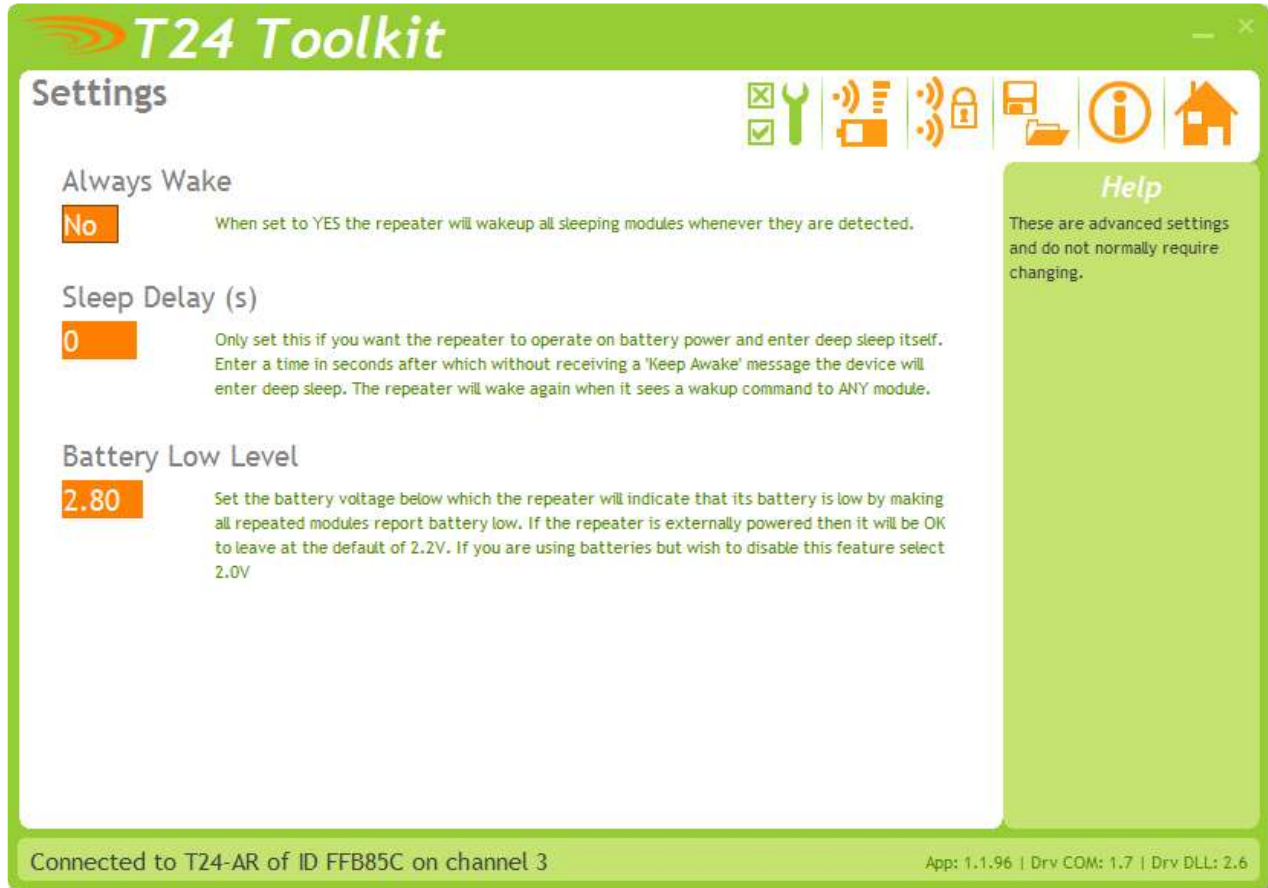 T24 Toolkit
Settings
Always Wake
No
When set to YES the repeater will wakeup all sleeping modules whenever they are detected.
Sleep Delay (s)
0
Only set this if you want the repeater to operate on battery power and enter deep sleep itself.
Enter a time in seconds after which without receiving a 'Keep Awake' message the device will
enter deep sleep. The repeater will wake again when it sees a wakup command to ANY module.
Battery Low Level
2.80
Set the battery voltage below which the repeater will indicate that its battery is low by making
all repeated modules report battery low. If the repeater is externally powered then it will be OK
to leave at the default of 2.2V. If you are using batteries but wish to disable this feature select
2.0V
Help
These are advanced settings
and do not normally require
changing.
Connected to T24-AR of ID FFB85C on channel 3
App: 1.1.96 | Drv COM: 1.7 | Drv DLL: 2.6